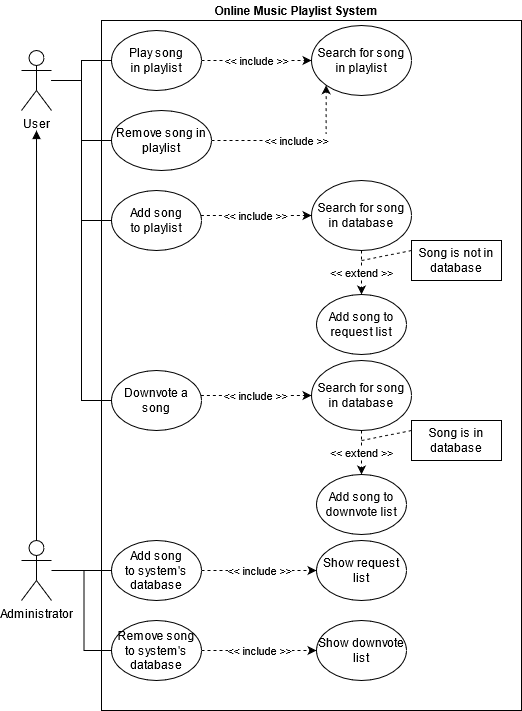 Online Music Playlist System
Play song
in playlist
<< include >>
Search for song
in playlist
User
Remove song in
playlist
<< include >>
Add song
to playlist
<< include >>
Search for song
in database
Song is not in
database
<< extend >>
Add song to
request list
Downvote a
song
<< include >>
Search for song
in database
Song is in
database
<< extend >>
Add song to
downvote list
Administrator
Add song
to system's
database
<< include >>
Show request
list
Remove song
to system's
database
<< include >>
Show downvote
list